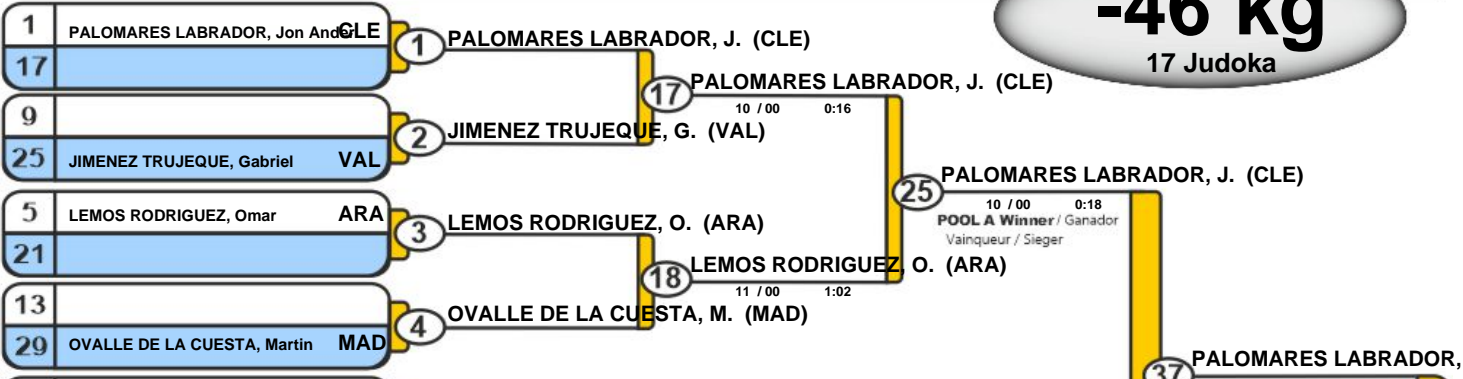 -46 kg
17 Judoka
1 PALOMARES LABRADOR, Jon Ander CLE
17
1 PALOMARES LABRADOR, J. (CLE)
17 PALOMARES LABRADOR, J. (CLE)
10 / 00 0:16
9
25 JIMENEZ TRUJEQUE, Gabriel VAL
2 JIMENEZ TRUJEQUE, G. (VAL)
25 PALOMARES LABRADOR, J. (CLE)
10 / 00 0:18
POOL A Winner / Ganador
Vainqueur / Sieger
5 LEMOS RODRIGUEZ, Omar ARA
21
3 LEMOS RODRIGUEZ, O. (ARA)
18 LEMOS RODRIGUEZ, O. (ARA)
11 / 00 1:02
13
29 OVALLE DE LA CUESTA, Martin MAD
4 OVALLE DE LA CUESTA, M. (MAD)
37 PALOMARES LABRADOR,